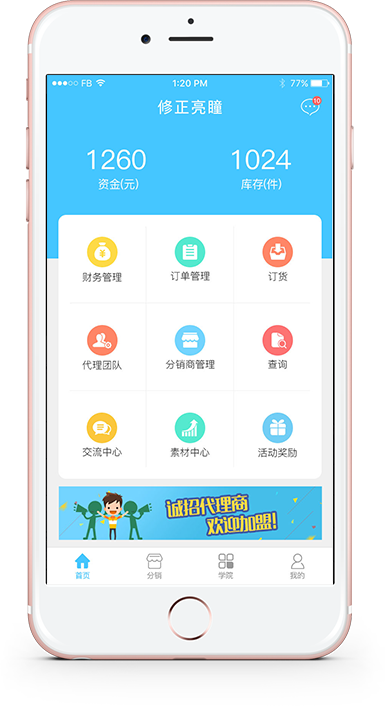 FB 1:20 PM 77%
修正亮瞳
10
1260 1024
资金(元) 库存(件)
财务管理 订单管理 订货
代理团队 分销商管理 查询
交流中心 素材中心 活动奖励
诚招代理商
欢迎加盟!
首页 分销 学院 我的